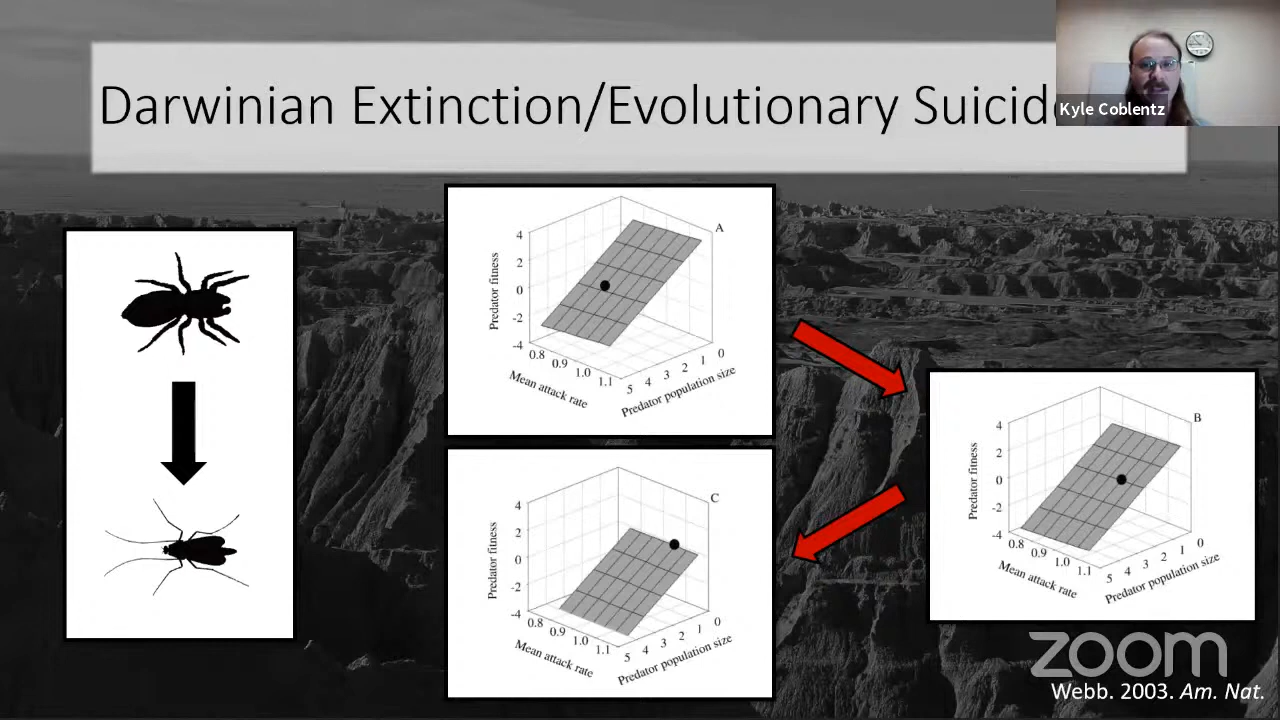 Darwinian Extinction/Evolutionary Suicide
Kyle Coblentz
A
4
2
0
-2
-4
Predator fitness
0.8
0.9
1.0
1.1
Mean attack rate
5
4
3
2
1
0
Predator population size
B
4
2
0
-2
-4
Predator fitness
0.8
0.9
1.0
1.1
Mean attack rate
5
4
3
2
1
0
Predator population size
C
4
2
0
-2
-4
Predator fitness
0.8
0.9
1.0
1.1
Mean attack rate
5
4
3
2
1
0
Predator population size
zoom
Webb. 2003. Am. Nat.